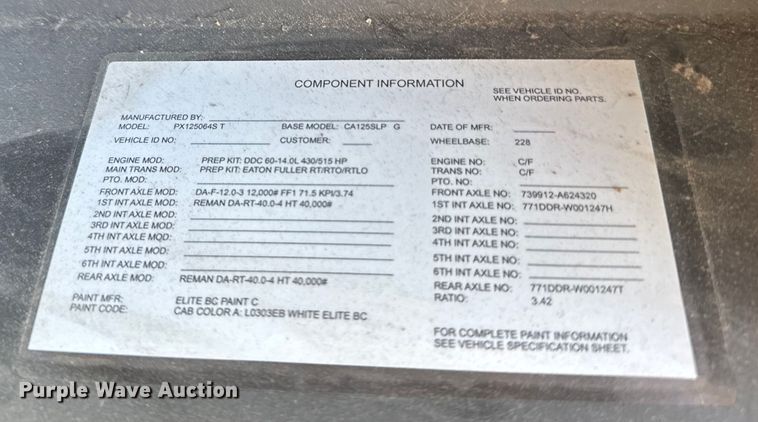 COMPONENT INFORMATION
SEE VEHICLE ID NO.
WHEN ORDERING PARTS.
MANUFACTURED BY:
MODEL: PX125064S T BASE MODEL: CA125SLP G DATE OF MFR:
VEHICLE ID NO: CUSTOMER: WHEELBASE: 228
ENGINE MOD: PREP KIT: DDC 60-14.0L 430/515 HP ENGINE NO: C/F
MAIN TRANS MOD: PREP KIT: EATON FULLER RT/RTO/RTLO TRANS NO: C/F
PTO. MOD: PTO. NO:
FRONT AXLE MOD: DA-F-12.0-3 12,000# FF1 71.5 KPI/3.74 FRONT AXLE NO: 739912-A624320
1ST INT AXLE MOD: REMAN DA-RT-40.0-4 HT 40,000# 1ST INT AXLE NO: 771DDR-W001247H
2ND INT AXLE MOD: 2ND INT AXLE NO:
3RD INT AXLE MOD: 3RD INT AXLE NO:
4TH INT AXLE MOD: 4TH INT AXLE NO:
5TH INT AXLE MOD: 5TH INT AXLE NO:
6TH INT AXLE MOD: 6TH INT AXLE NO:
REAR AXLE MOD: REMAN DA-RT-40.0-4 HT 40,000# REAR AXLE NO: 771DDR-W001247T
RATIO: 3.42
PAINT MFR: ELITE BC PAINT C
PAINT CODE: CAB COLOR A: L0303EB WHITE ELITE BC
FOR COMPLETE PAINT INFORMATION
SEE VEHICLE SPECIFICATION SHEET.
Purple Wave Auction